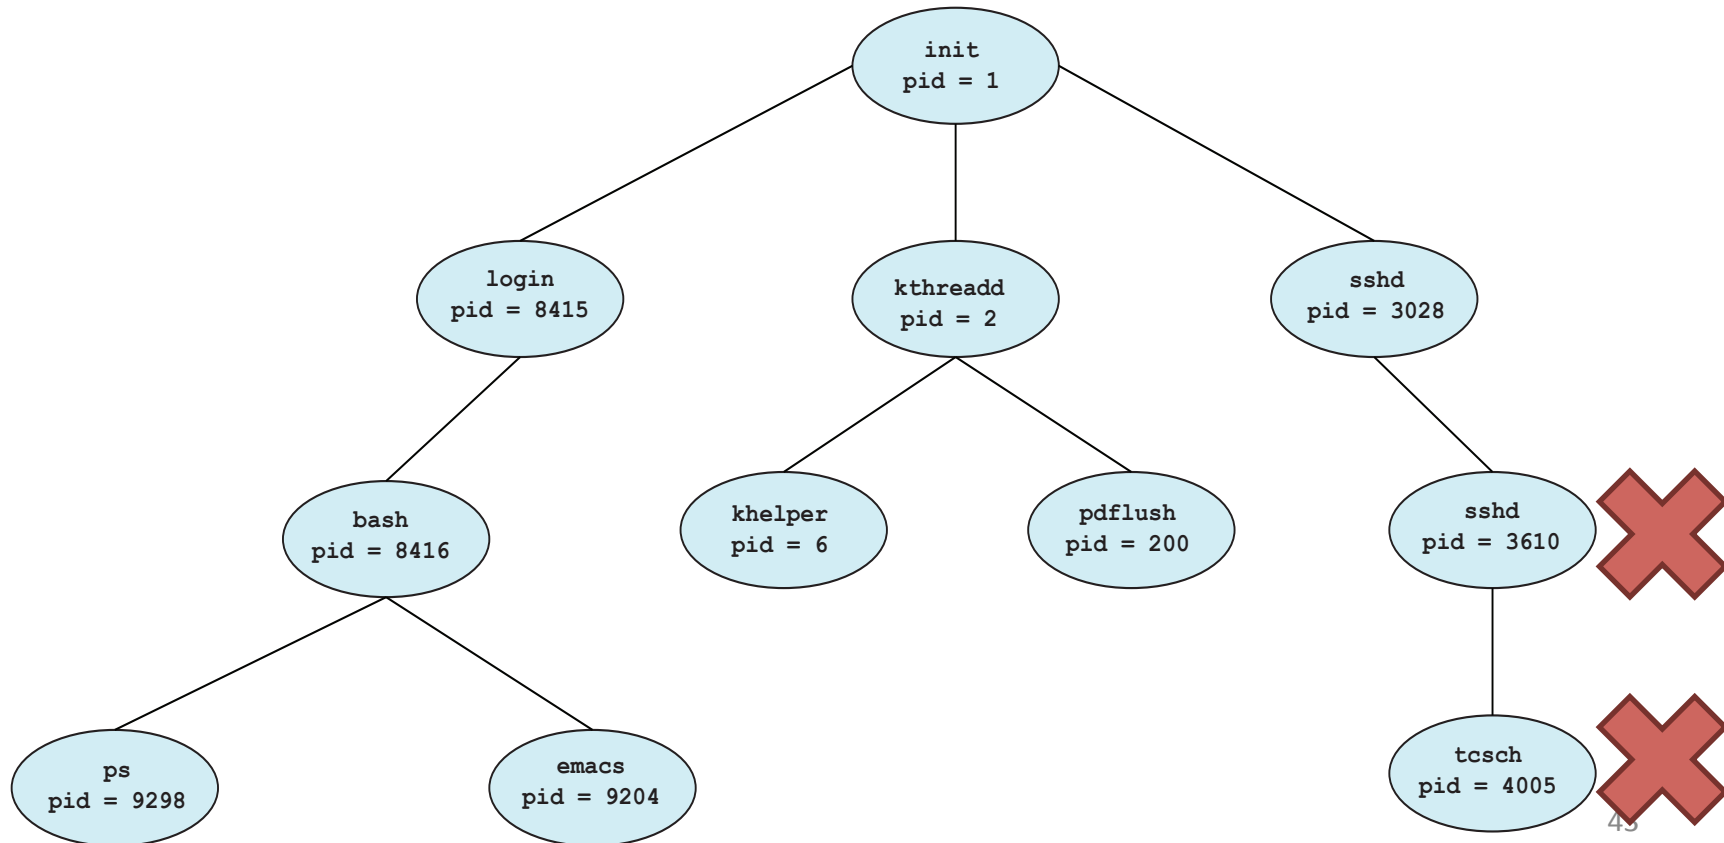 init
pid = 1
login
pid = 8415
kthreadd
pid = 2
sshd
pid = 3028
bash
pid = 8416
khelper
pid = 6
pdflush
pid = 200
sshd
pid = 3610
ps
pid = 9298
emacs
pid = 9204
tcsch
pid = 4005